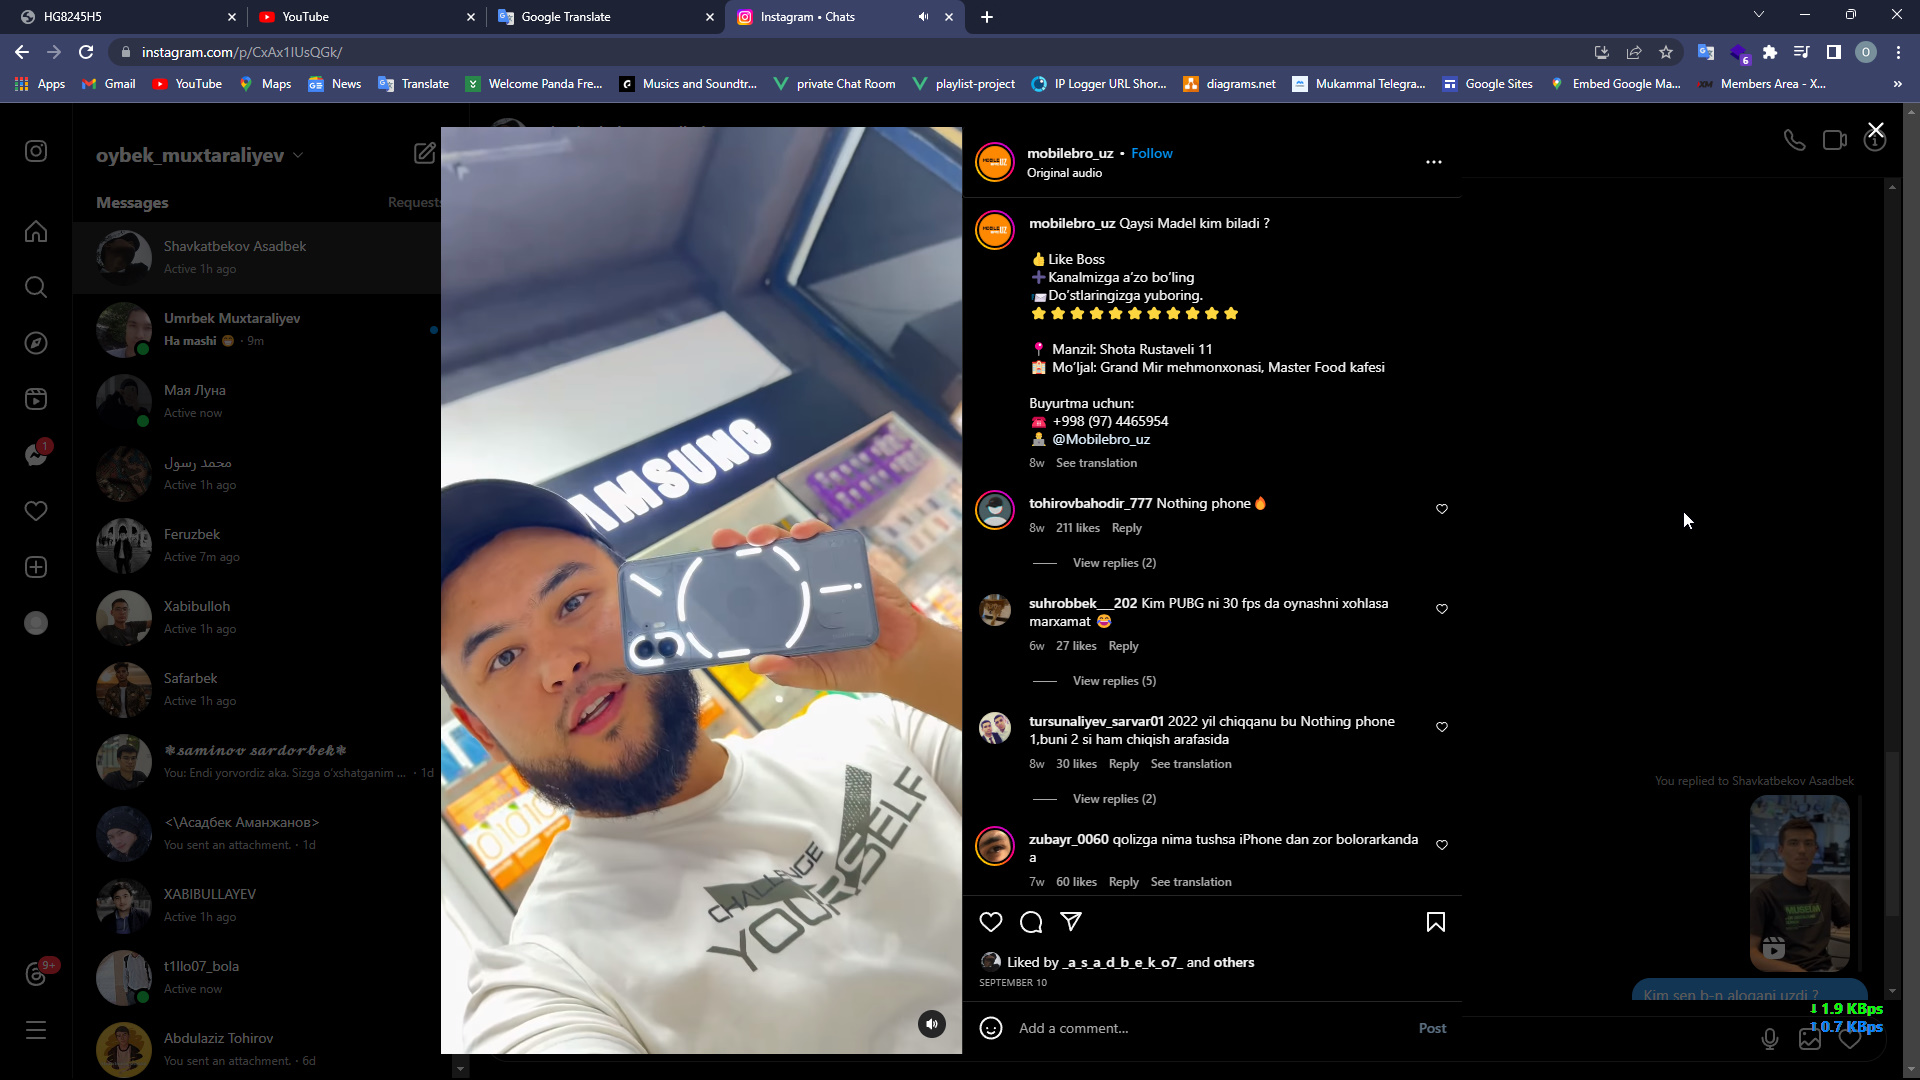 HG8245H5
YouTube
Google Translate
Instagram • Chats
instagram.com/p/CxAx1IUsQGk/
6
O
Apps
Gmail
YouTube
Maps
News
Translate
Welcome Panda Fre...
Musics and Soundtr...
private Chat Room
playlist-project
IP Logger URL Shor...
diagrams.net
Mukammal Telegra...
Google Sites
Embed Google Ma...
Members Area - X...
oybek_muxtaraliyev
Messages
Requests
Shavkatbekov Asadbek
Active 1h ago
Umrbek Muxtaraliyev
Ha mashi 😁 · 9m
Мая Луна
Active now
محمد رسول
Active 1h ago
Feruzbek
Active 7m ago
Xabibulloh
Active 1h ago
Safarbek
Active 1h ago
❃𝓼𝓪𝓶𝓲𝓷𝓸𝓿 𝓼𝓪𝓻𝓭𝓸𝓻𝓫𝓮𝓴❃
You: Endi yorvordiz aka. Sizga o'xshatganim ... · 1d
<\Асадбек Аманжанов>
You sent an attachment. · 1d
XABIBULLAYEV
Active 1h ago
t1llo07_bola
Active now
Abdulaziz Tohirov
You sent an attachment. · 6d
1
9+
AMSUNG
CHALLANGE
YOURSELF
mobilebro_uz • Follow
Original audio
mobilebro_uz Qaysi Madel kim biladi ?
👍Like Boss
➕Kanalmizga a'zo bo'ling
📨Do'stlaringizga yuboring.
⭐⭐⭐⭐⭐⭐⭐⭐⭐⭐⭐
📍 Manzil: Shota Rustaveli 11
🏨 Mo'ljal: Grand Mir mehmonxonasi, Master Food kafesi
Buyurtma uchun:
☎️ +998 (97) 4465954
👨‍💻 @Mobilebro_uz
8w See translation
tohirovbahodir_777 Nothing phone🔥
8w 211 likes Reply
View replies (2)
suhrobbek__202 Kim PUBG ni 30 fps da oynashni xohlasa
marxamat 😂
6w 27 likes Reply
View replies (5)
tursunaliyev_sarvar01 2022 yil chiqqanu bu Nothing phone
1,buni 2 si ham chiqish arafasida
8w 30 likes Reply See translation
View replies (2)
zubayr_0060 qolizga nima tushsa iPhone dan zor bolorarkanda
a
7w 60 likes Reply See translation
Liked by _a_s_a_d_b_e_k_o7_ and others
SEPTEMBER 10
Add a comment...
Post
You replied to Shavkatbekov Asadbek
Kim sen b-n aloqani uzdi ?
1.9 KBps
0.7 KBps